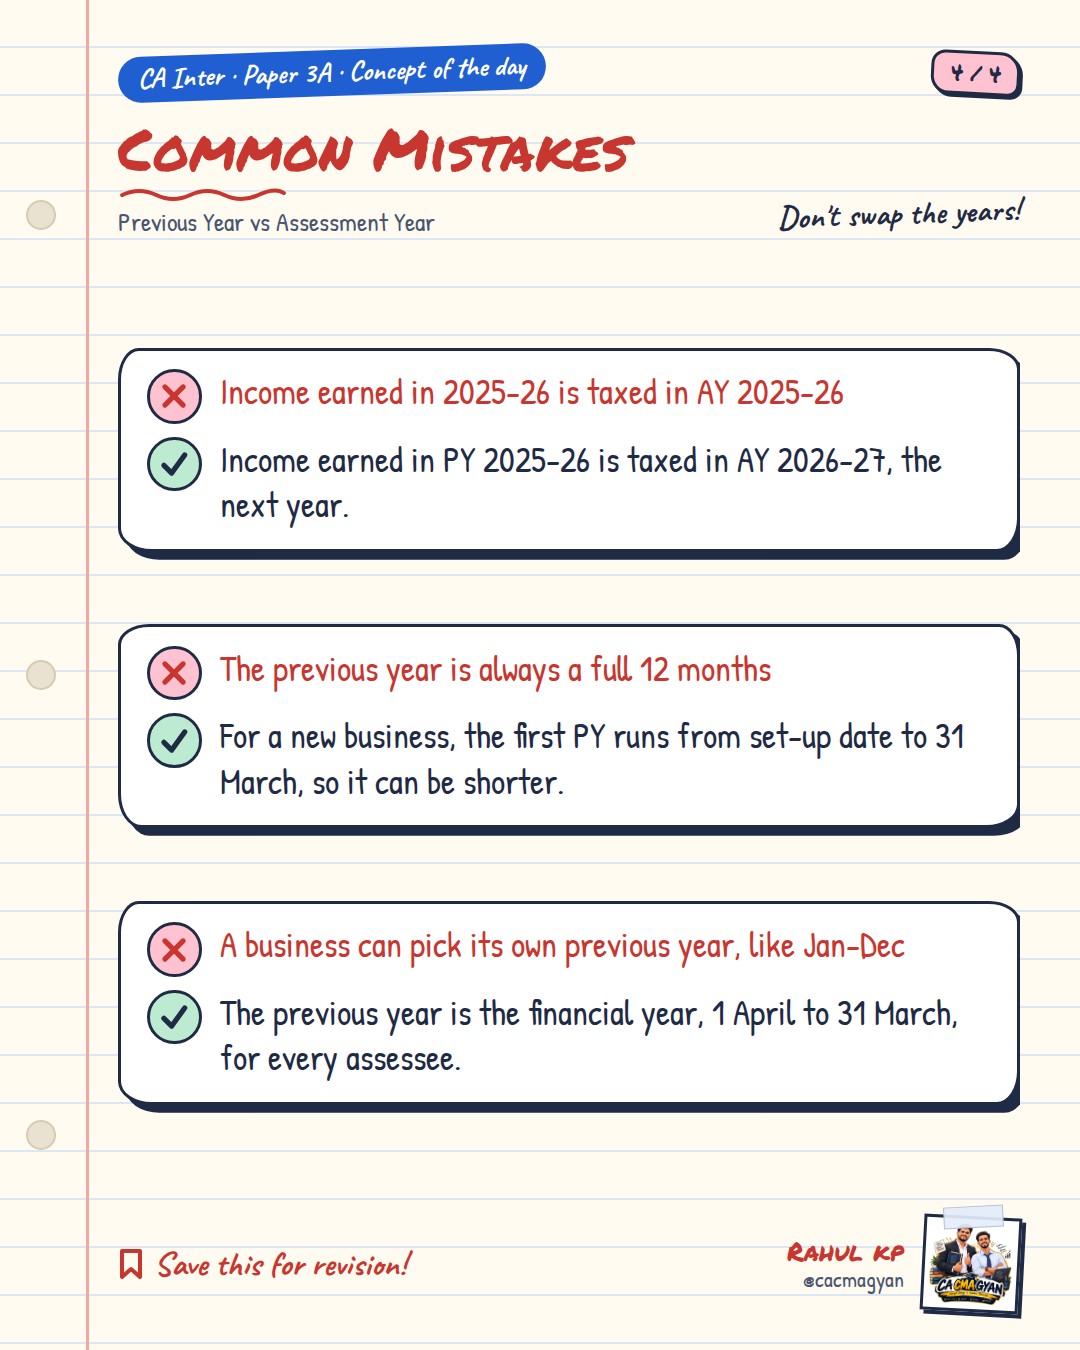 CA Inter · Paper 3A · Concept of the day
4 / 4
Common Mistakes
Previous Year vs Assessment Year
Don't swap the years!
Income earned in 2025-26 is taxed in AY 2025-26
Income earned in PY 2025-26 is taxed in AY 2026-27, the
next year.
The previous year is always a full 12 months
For a new business, the first PY runs from set-up date to 31
March, so it can be shorter.
A business can pick its own previous year, like Jan-Dec
The previous year is the financial year, 1 April to 31 March,
for every assessee.
Save this for revision!
Rahul KP
@cacmagyan
CA CMA GYAN